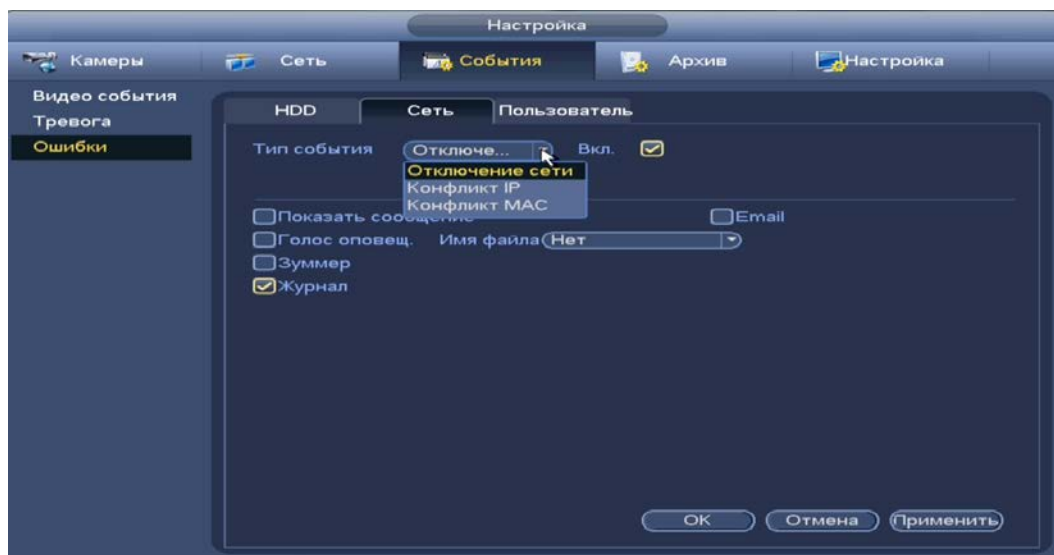 Настройка
Камеры Сеть События Архив Настройка
Видео события
Тревога
Ошибки
HDD Сеть Пользователь
Тип события Отключе... Вкл.
Отключение сети
Конфликт IP
Конфликт MAC
Показать сообщение Email
Голос оповещ. Имя файла Нет
Зуммер
Журнал
OK Отмена Применить